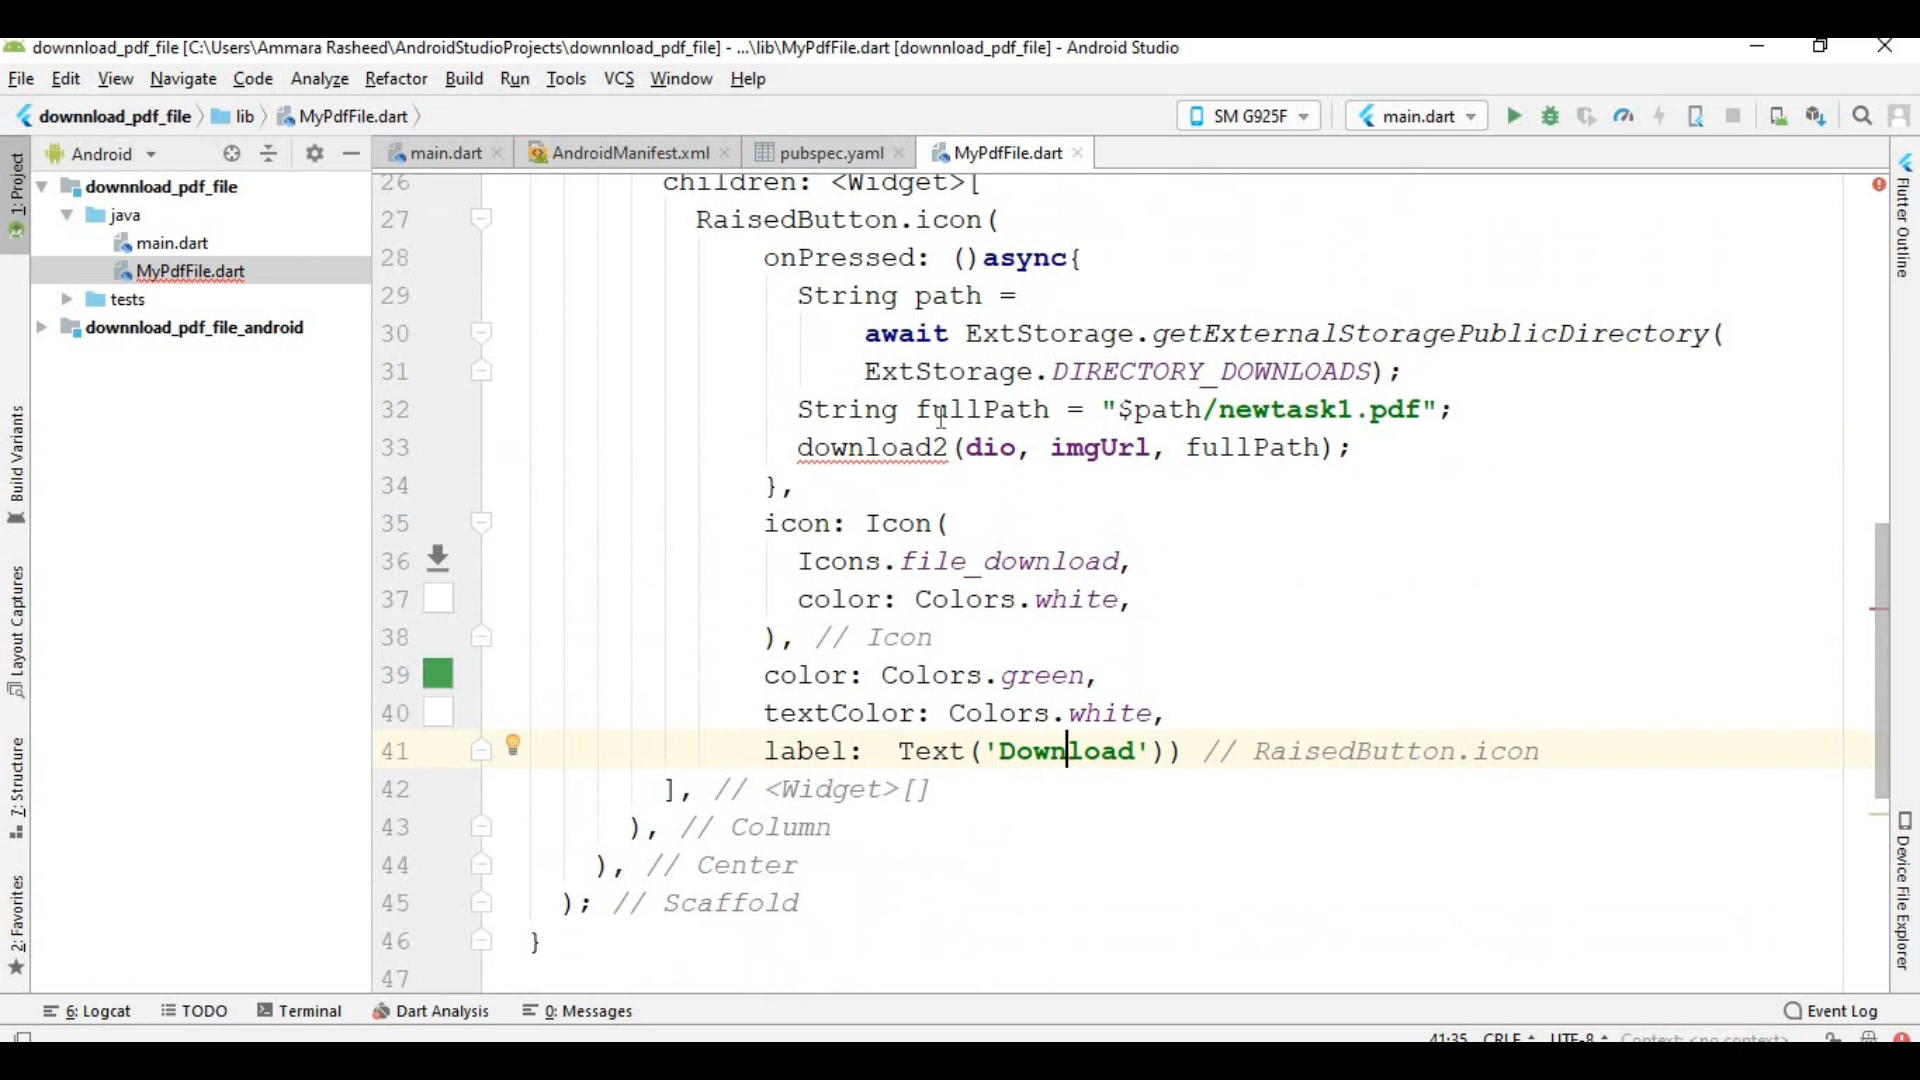 downnload_pdf_file [C:\Users\Ammara Rasheed\AndroidStudioProjects\downnload_pdf_file] - ...\lib\MyPdfFile.dart [downnload_pdf_file] - Android Studio
File Edit View Navigate Code Analyze Refactor Build Run Tools VCS Window Help
downnload_pdf_file lib MyPdfFile.dart SM G925F main.dart
Android main.dart AndroidManifest.xml pubspec.yaml MyPdfFile.dart
1: Project
Build Variants
Layout Captures
7: Structure
2: Favorites
downnload_pdf_file
java
main.dart
MyPdfFile.dart
tests
downnload_pdf_file_android
26 children: <Widget>[
27 RaisedButton.icon(
28 onPressed: ()async{
29 String path =
30 await ExtStorage.getExternalStoragePublicDirectory(
31 ExtStorage.DIRECTORY_DOWNLOADS);
32 String fullPath = "$path/newtask1.pdf";
33 download2(dio, imgUrl, fullPath);
34 },
35 icon: Icon(
36 Icons.file_download,
37 color: Colors.white,
38 ), // Icon
39 color: Colors.green,
40 textColor: Colors.white,
41 label:  Text('Download')) // RaisedButton.icon
42 ], // <Widget>[]
43 ), // Column
44 ), // Center
45 ); // Scaffold
46 }
47
Flutter Outline
Device File Explorer
6: Logcat TODO Terminal Dart Analysis 0: Messages Event Log
41:35 CRLF UTF-8 Context: <no context>